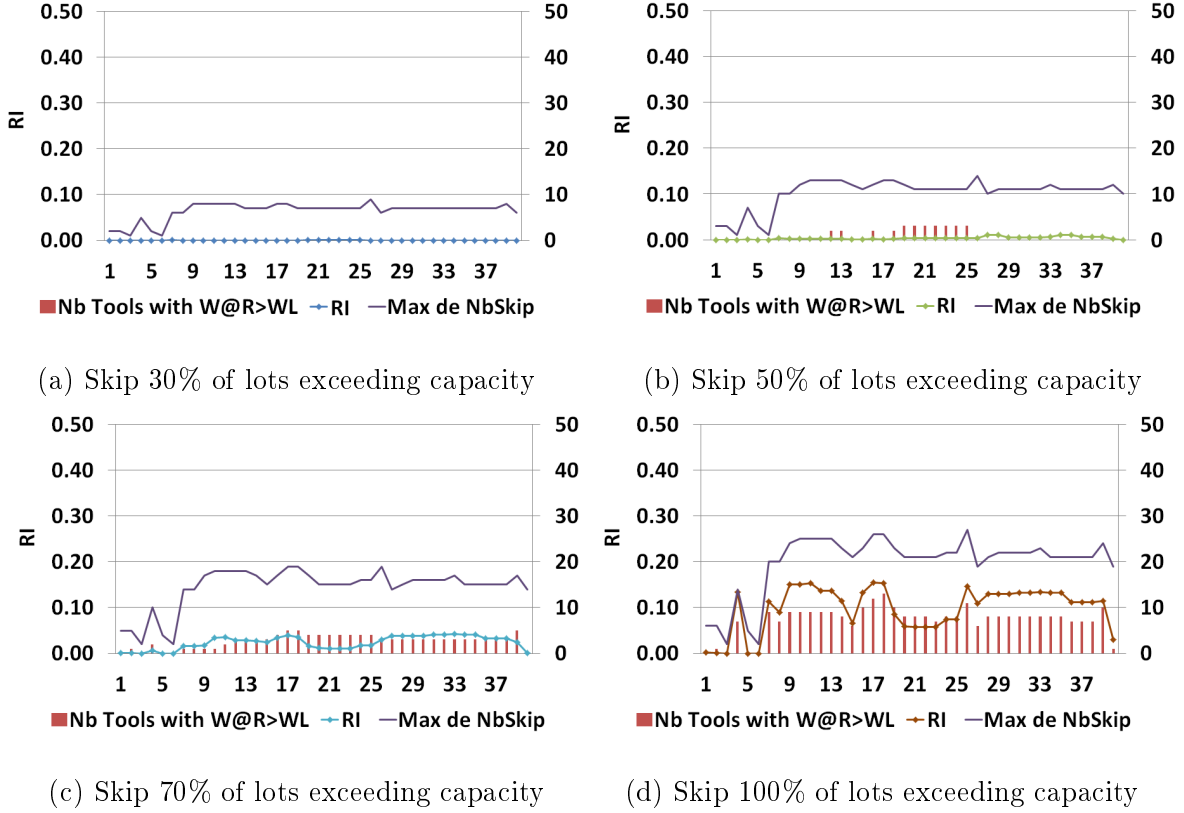 0.50 50 0.50 50
0.40 40 0.40 40
0.30 30 0.30 30
RI RI
0.20 20 0.20 20
0.10 10 0.10 10
0.00 0 0.00 0
1 5 9 13 17 21 25 29 33 37 1 5 9 13 17 21 25 29 33 37
Nb Tools with W@R>WL RI Max de NbSkip Nb Tools with W@R>WL RI Max de NbSkip
(a) Skip 30% of lots exceeding capacity (b) Skip 50% of lots exceeding capacity
0.50 50 0.50 50
0.40 40 0.40 40
0.30 30 0.30 30
RI RI
0.20 20 0.20 20
0.10 10 0.10 10
0.00 0 0.00 0
1 5 9 13 17 21 25 29 33 37 1 5 9 13 17 21 25 29 33 37
Nb Tools with W@R>WL RI Max de NbSkip Nb Tools with W@R>WL RI Max de NbSkip
(c) Skip 70% of lots exceeding capacity (d) Skip 100% of lots exceeding capacity